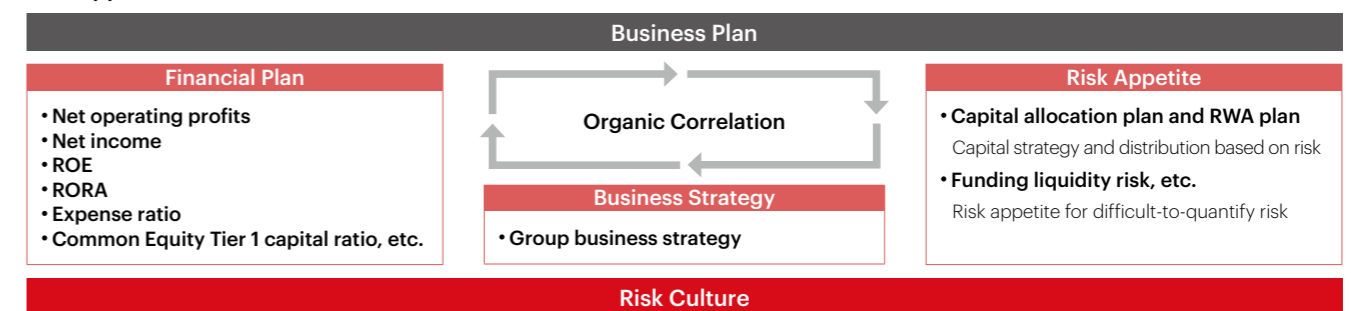 Business Plan
Financial Plan
• Net operating profits
• Net income
• ROE
• RORA
• Expense ratio
• Common Equity Tier 1 capital ratio, etc.
Organic Correlation
Business Strategy
• Group business strategy
Risk Appetite
• Capital allocation plan and RWA plan
Capital strategy and distribution based on risk
• Funding liquidity risk, etc.
Risk appetite for difficult-to-quantify risk
Risk Culture